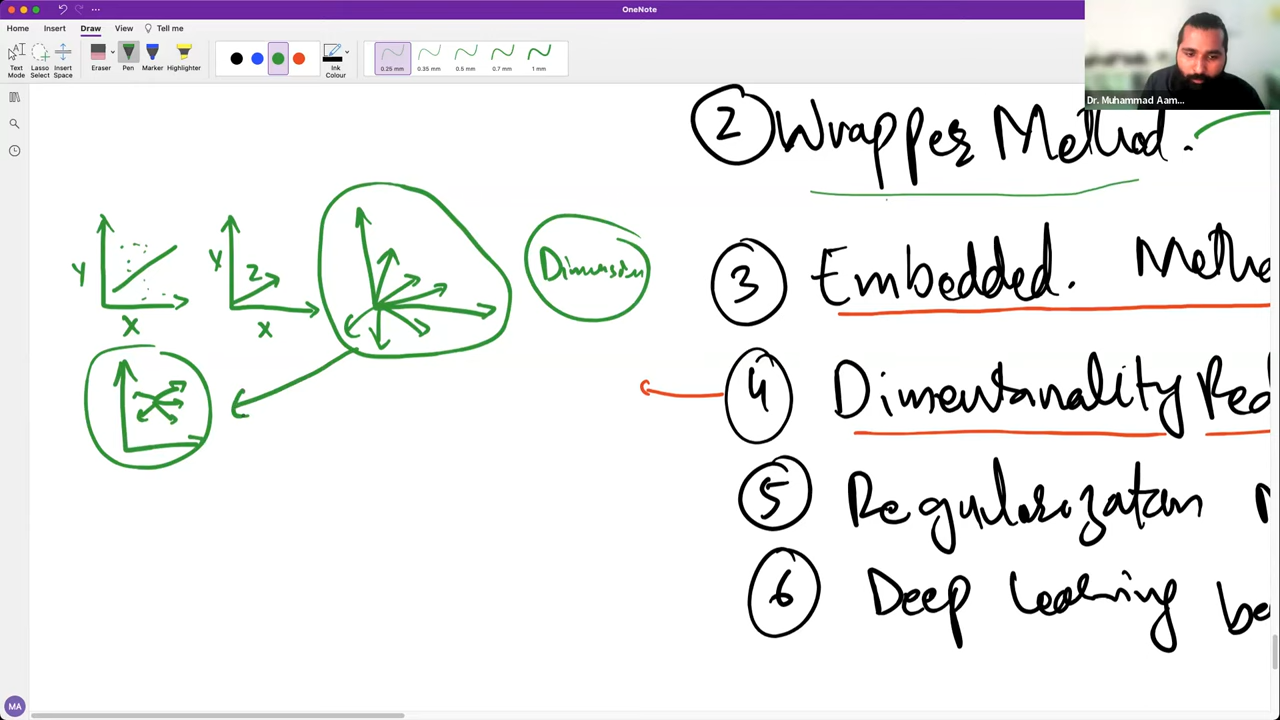 OneNote
Home Insert Draw View Tell me
Text Mode
Lasso Select
Insert Space
Eraser
Pen
Marker
Highlighter
Ink Colour
0.25 mm
0.35 mm
0.5 mm
0.7 mm
1 mm
Dr. Muhammad Aam...
2 Wrapper Method.
Y
X
Y
Z
X
Dimension
3 Embedded. Metho
4 Dimentanality Red
5 Regularizatan
6 Deep learning be
MA